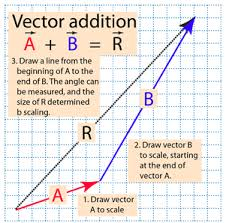 Vector addition
A + B = R
3. Draw a line from the
beginning of A to the
end of B. The angle can
be measured, and the
size of R determined
b scaling.
B
R
2. Draw vector B
to scale, starting
at the end of
vector A.
A
1. Draw vector
A to scale